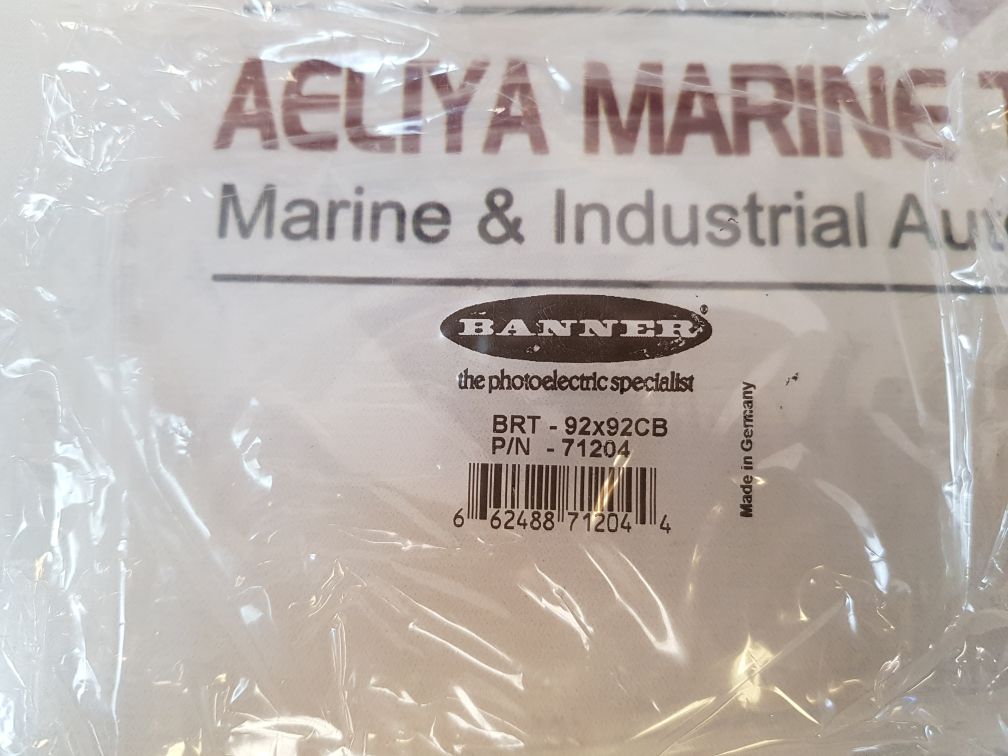 AELIYA MARINE
Marine & Industrial
BANNER®
the photoelectric specialist
BRT - 92x92CB
P/N - 71204
6 62488 71204 4
Made in Germany